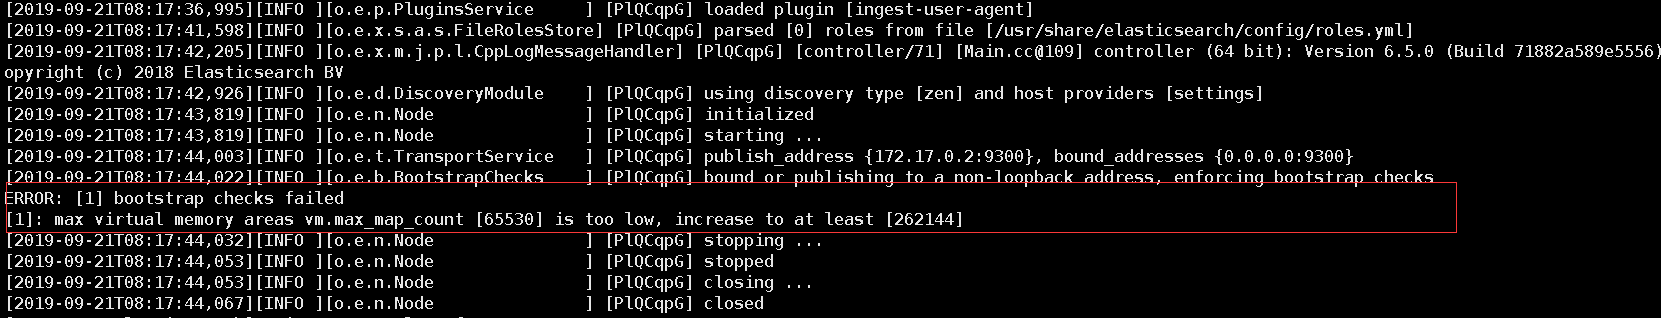 [2019-09-21T08:17:36,995][INFO ][o.e.p.PluginsService     ] [PlQCqpG] loaded plugin [ingest-user-agent]
[2019-09-21T08:17:41,598][INFO ][o.e.x.s.a.s.FileRolesStore] [PlQCqpG] parsed [0] roles from file [/usr/share/elasticsearch/config/roles.yml]
[2019-09-21T08:17:42,205][INFO ][o.e.x.m.j.p.l.CppLogMessageHandler] [PlQCqpG] [controller/71] [Main.cc@109] controller (64 bit): Version 6.5.0 (Build 71882a589e5556)
opyright (c) 2018 Elasticsearch BV
[2019-09-21T08:17:42,926][INFO ][o.e.d.DiscoveryModule    ] [PlQCqpG] using discovery type [zen] and host providers [settings]
[2019-09-21T08:17:43,819][INFO ][o.e.n.Node               ] [PlQCqpG] initialized
[2019-09-21T08:17:43,819][INFO ][o.e.n.Node               ] [PlQCqpG] starting ...
[2019-09-21T08:17:44,003][INFO ][o.e.t.TransportService   ] [PlQCqpG] publish_address {172.17.0.2:9300}, bound_addresses {0.0.0.0:9300}
[2019-09-21T08:17:44,022][INFO ][o.e.b.BootstrapChecks    ] [PlQCqpG] bound or publishing to a non-loopback address, enforcing bootstrap checks
ERROR: [1] bootstrap checks failed
[1]: max virtual memory areas vm.max_map_count [65530] is too low, increase to at least [262144]
[2019-09-21T08:17:44,032][INFO ][o.e.n.Node               ] [PlQCqpG] stopping ...
[2019-09-21T08:17:44,053][INFO ][o.e.n.Node               ] [PlQCqpG] stopped
[2019-09-21T08:17:44,053][INFO ][o.e.n.Node               ] [PlQCqpG] closing ...
[2019-09-21T08:17:44,067][INFO ][o.e.n.Node               ] [PlQCqpG] closed